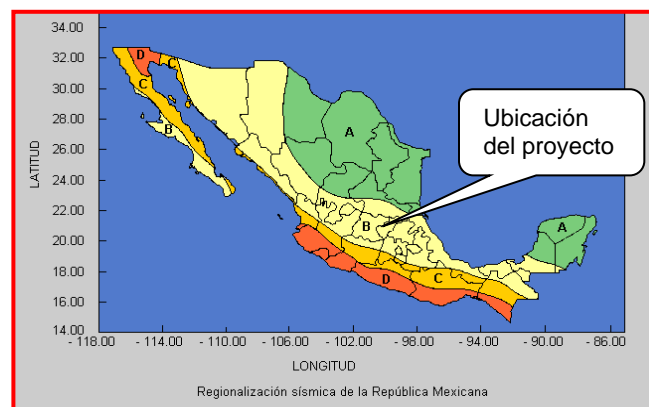 34.00
32.00
30.00
28.00
26.00
24.00
22.00
20.00
18.00
16.00
14.00
LATITUD
D
C
C
B
A
B
A
C
D
Ubicación
del proyecto
- 118.00 - 114.00 - 110.00 - 106.00 - 102.00 - 98.00 - 94.00 - 90.00 - 86.00
LONGITUD
Regionalización sísmica de la República Mexicana